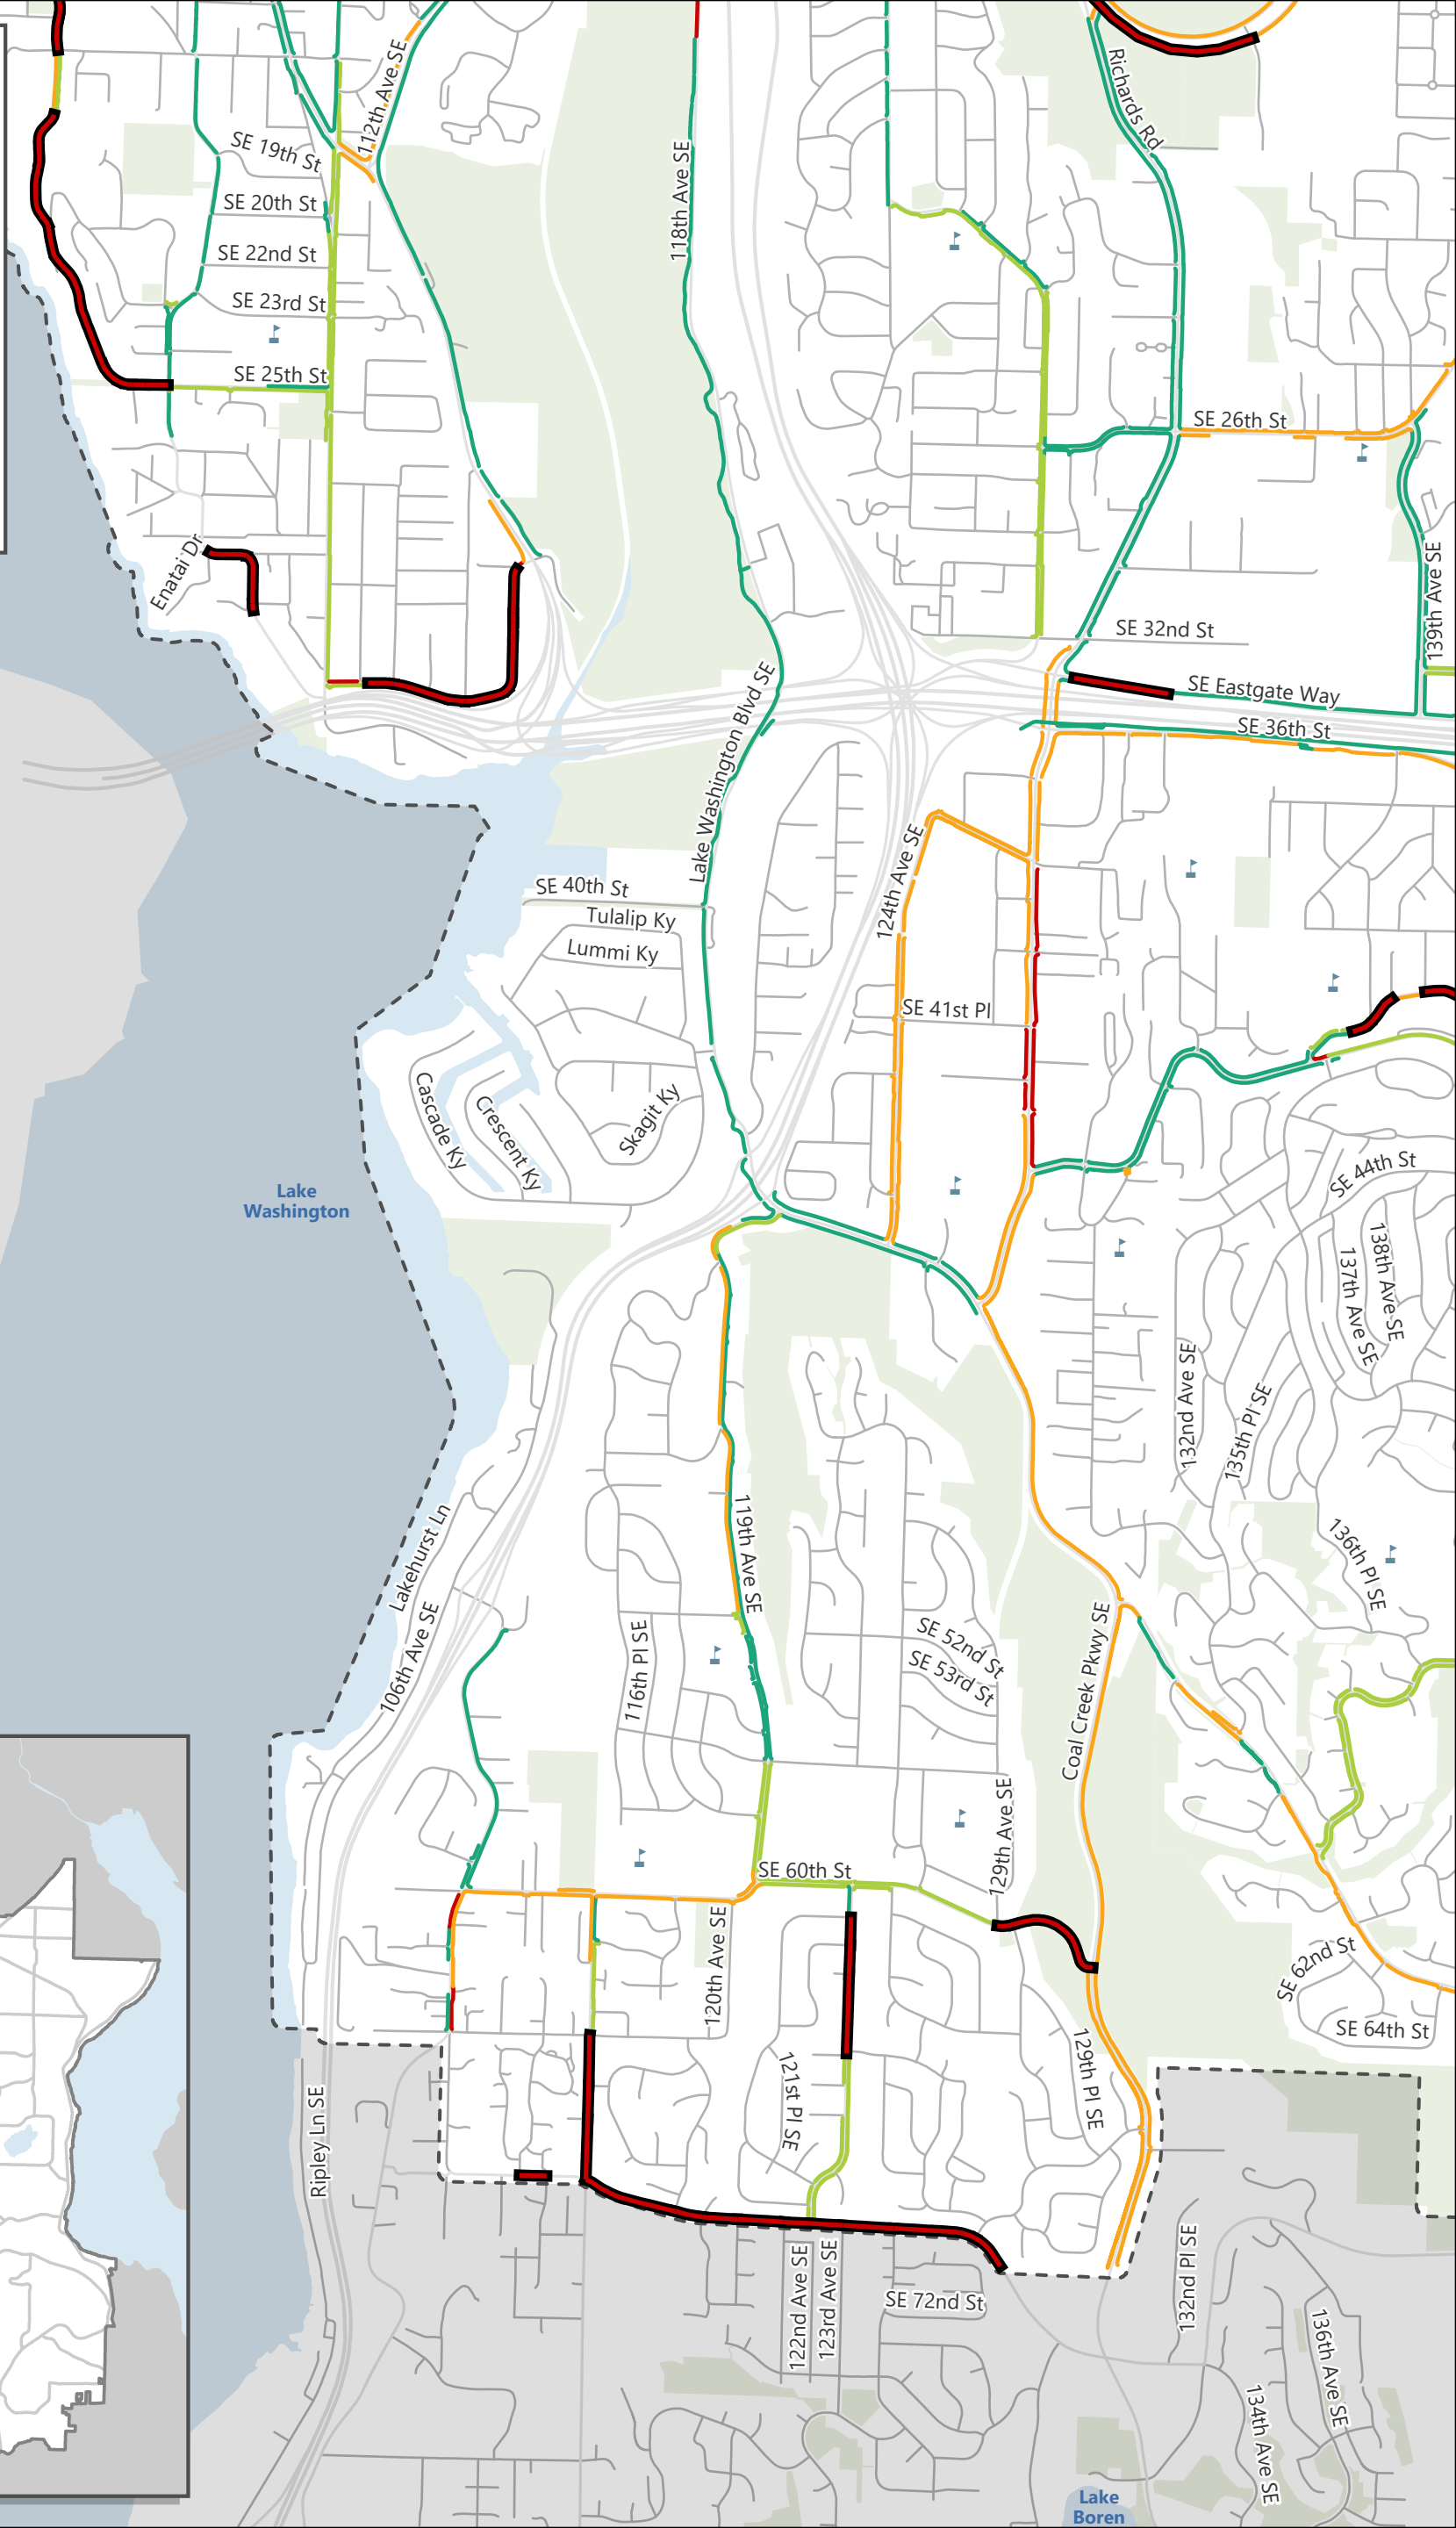 112th Ave SE
Richards Rd
SE 19th St
118th Ave SE
SE 20th St
SE 22nd St
SE 23rd St
SE 25th St
SE 26th St
Enatai Dr
139th Ave SE
SE 32nd St
SE Eastgate Way
SE 36th St
Lake Washington Blvd SE
124th Ave SE
SE 40th St
Tulalip Ky
Lummi Ky
SE 41st Pl
Cascade Ky
Crescent Ky
Skagit Ky
SE 44th St
Lake
Washington
138th Ave SE
137th Ave SE
132nd Ave SE
135th Pl SE
119th Ave SE
Lakehurst Ln
136th Pl SE
106th Ave SE
116th Pl SE
SE 52nd St
SE 53rd St
Coal Creek Pkwy SE
129th Ave SE
SE 60th St
120th Ave SE
SE 62nd St
SE 64th St
121st Pl SE
129th Pl SE
Ripley Ln SE
122nd Ave SE
123rd Ave SE
SE 72nd St
132nd Pl SE
136th Ave SE
134th Ave SE
Lake
Boren